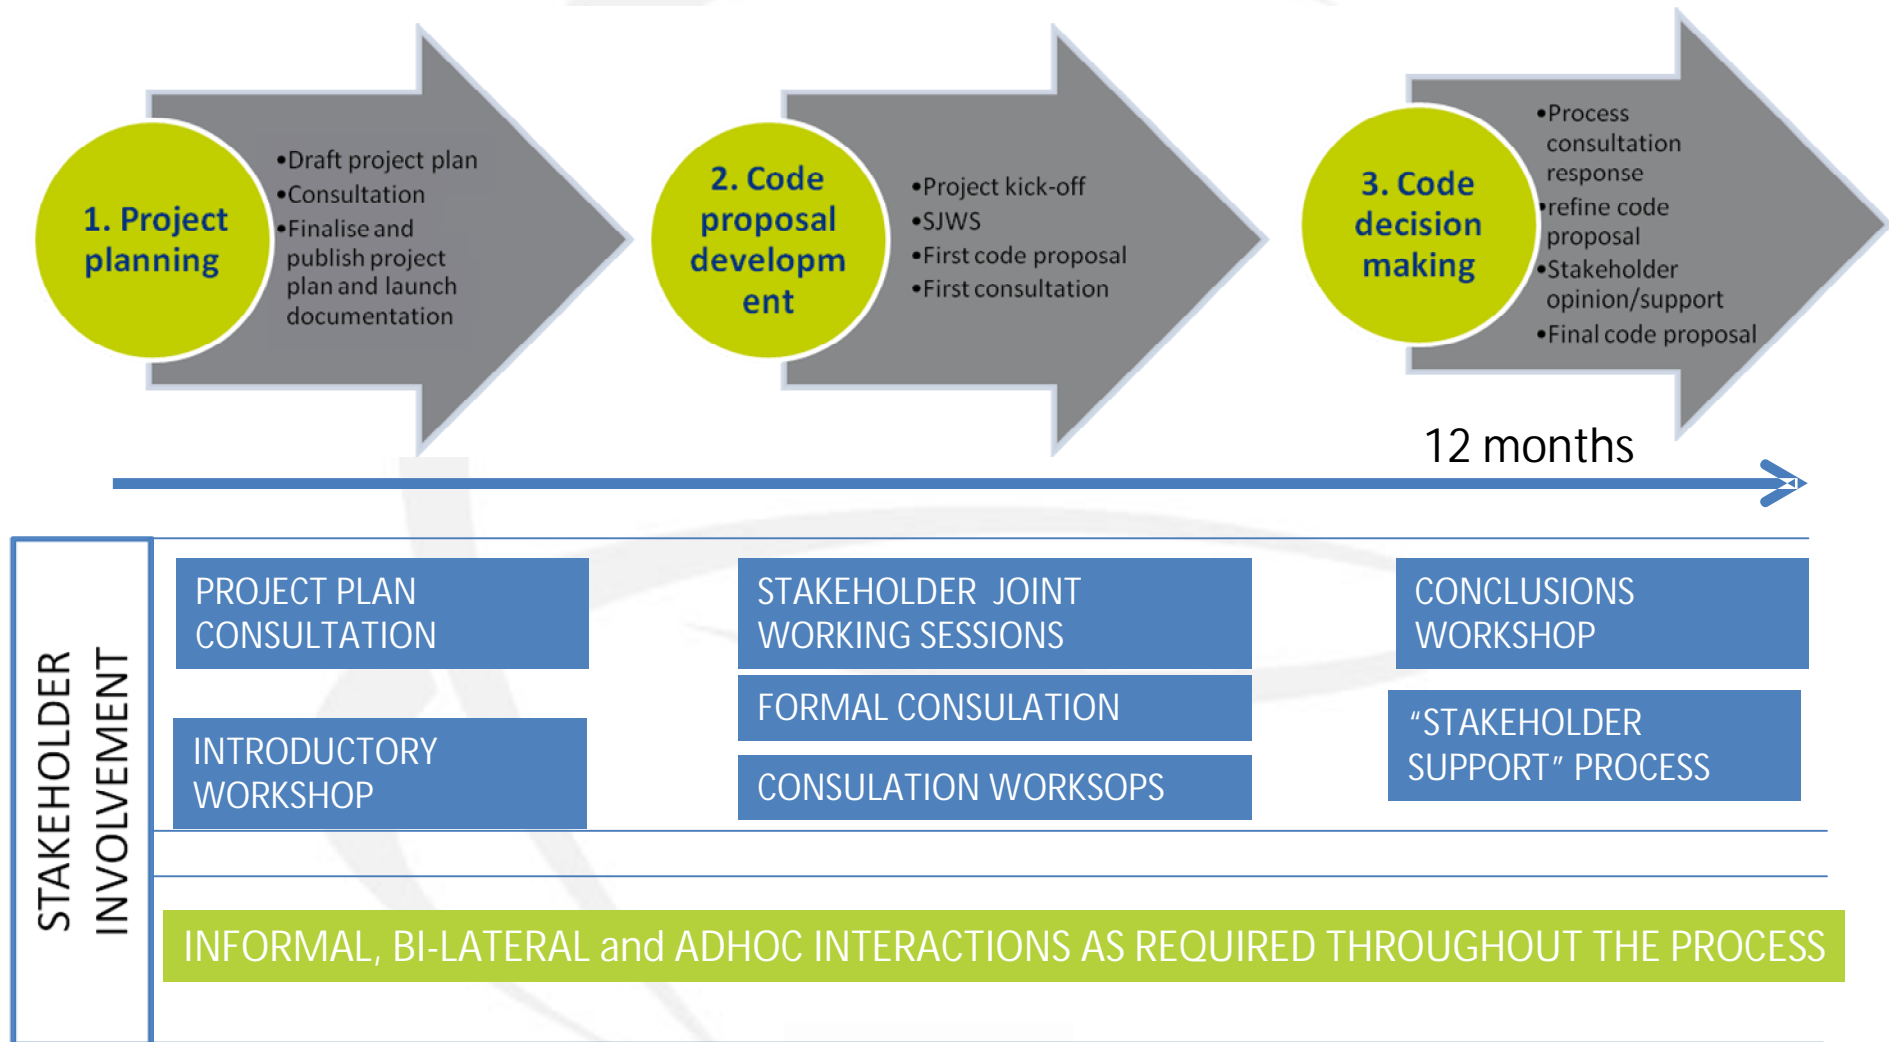 1. Project
planning
•Draft project plan
•Consultation
•Finalise and
publish project
plan and launch
documentation
2. Code
proposal
developm
ent
•Project kick-off
•SJWS
•First code proposal
•First consultation
3. Code
decision
making
•Process
consultation
response
•refine code
proposal
•Stakeholder
opinion/support
•Final code proposal
12 months
STAKEHOLDER
INVOLVEMENT
PROJECT PLAN
CONSULTATION
INTRODUCTORY
WORKSHOP
STAKEHOLDER JOINT
WORKING SESSIONS
FORMAL CONSULATION
CONSULATION WORKSOPS
CONCLUSIONS
WORKSHOP
“STAKEHOLDER
SUPPORT” PROCESS
INFORMAL, BI-LATERAL and ADHOC INTERACTIONS AS REQUIRED THROUGHOUT THE PROCESS